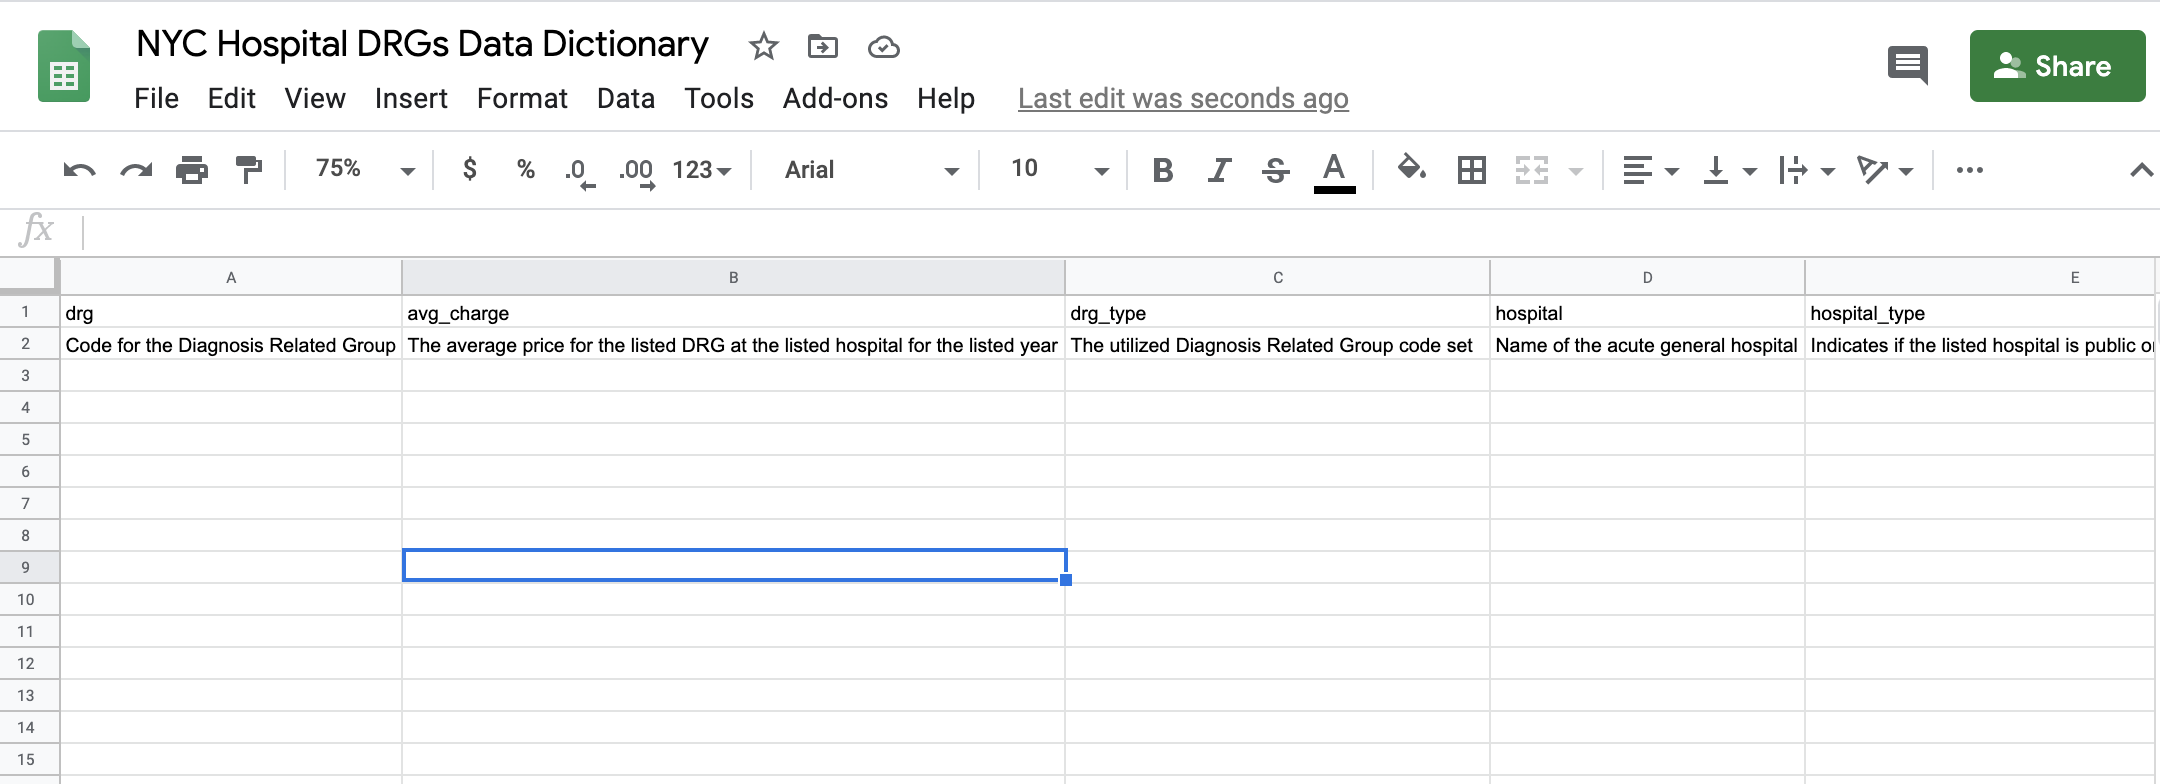 NYC Hospital DRGs Data Dictionary
File Edit View Insert Format Data Tools Add-ons Help Last edit was seconds ago
Share
75% $ % .0 .00 123 Arial 10 B I S A
fx
A B C D E
1 drg avg_charge drg_type hospital hospital_type
2 Code for the Diagnosis Related Group The average price for the listed DRG at the listed hospital for the listed year The utilized Diagnosis Related Group code set Name of the acute general hospital Indicates if the listed hospital is public
3
4
5
6
7
8
9
10
11
12
13
14
15